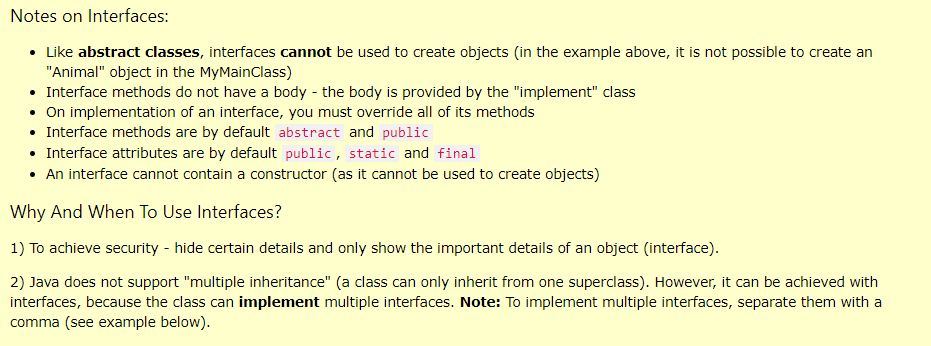 Notes on Interfaces:
• Like abstract classes, interfaces cannot be used to create objects (in the example above, it is not possible to create an
"Animal" object in the MyMainClass)
• Interface methods do not have a body - the body is provided by the "implement" class
• On implementation of an interface, you must override all of its methods
• Interface methods are by default abstract and public
• Interface attributes are by default public, static and final
• An interface cannot contain a constructor (as it cannot be used to create objects)
Why And When To Use Interfaces?
1) To achieve security - hide certain details and only show the important details of an object (interface).
2) Java does not support "multiple inheritance" (a class can only inherit from one superclass). However, it can be achieved with
interfaces, because the class can implement multiple interfaces. Note: To implement multiple interfaces, separate them with a
comma (see example below).